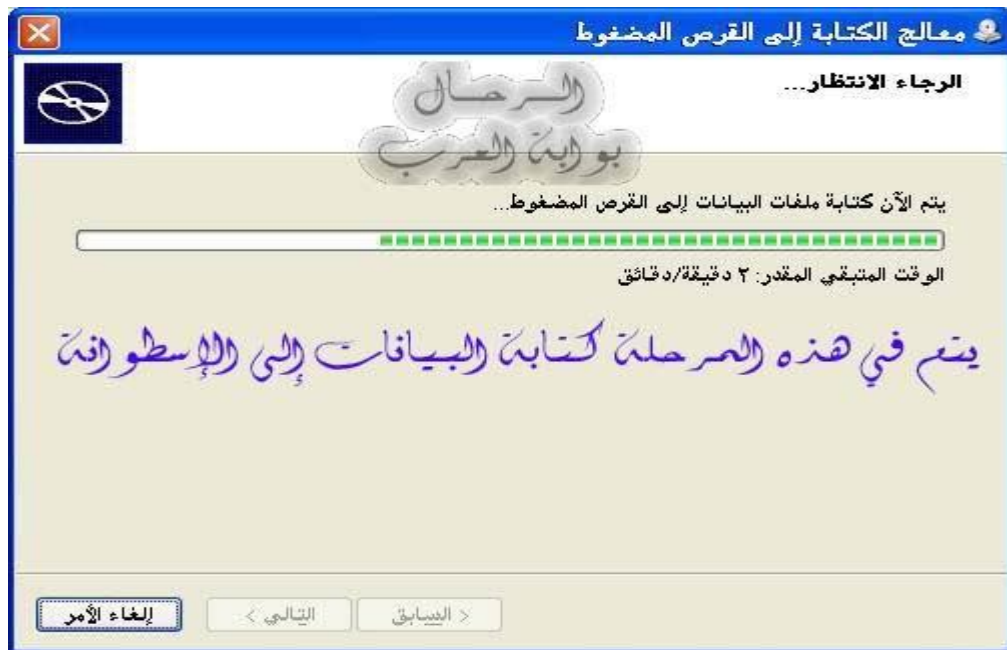 معالج الكتابة إلى القرص المضغوط
الرجاء الانتظار...
الرحال
بوابة العرب
يتم الآن كتابة ملفات البيانات إلى القرص المضغوط...
الوقت المتبقي المقدر: ٢ دقيقة/دقائق
يتم في هذه المرحلة كتابة البيانات إلى الإسطوانة
< السابق
التالي >
إلغاء الأمر